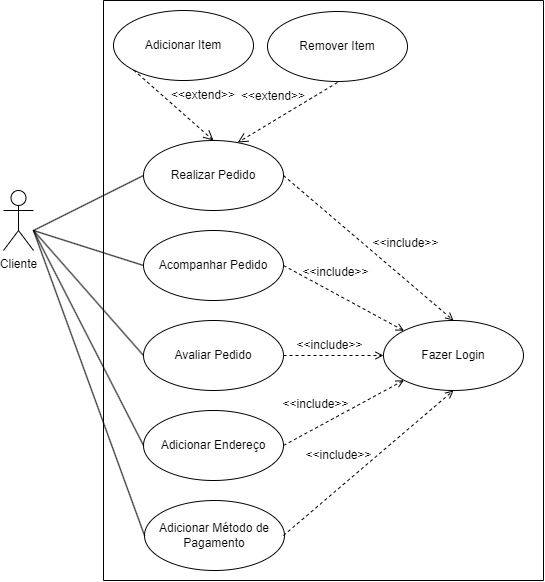 Adicionar Item
Remover Item
<<extend>>
<<extend>>
Realizar Pedido
<<include>>
Cliente
Acompanhar Pedido
<<include>>
<<include>>
Avaliar Pedido
Fazer Login
<<include>>
Adicionar Endereço
<<include>>
Adicionar Método de
Pagamento